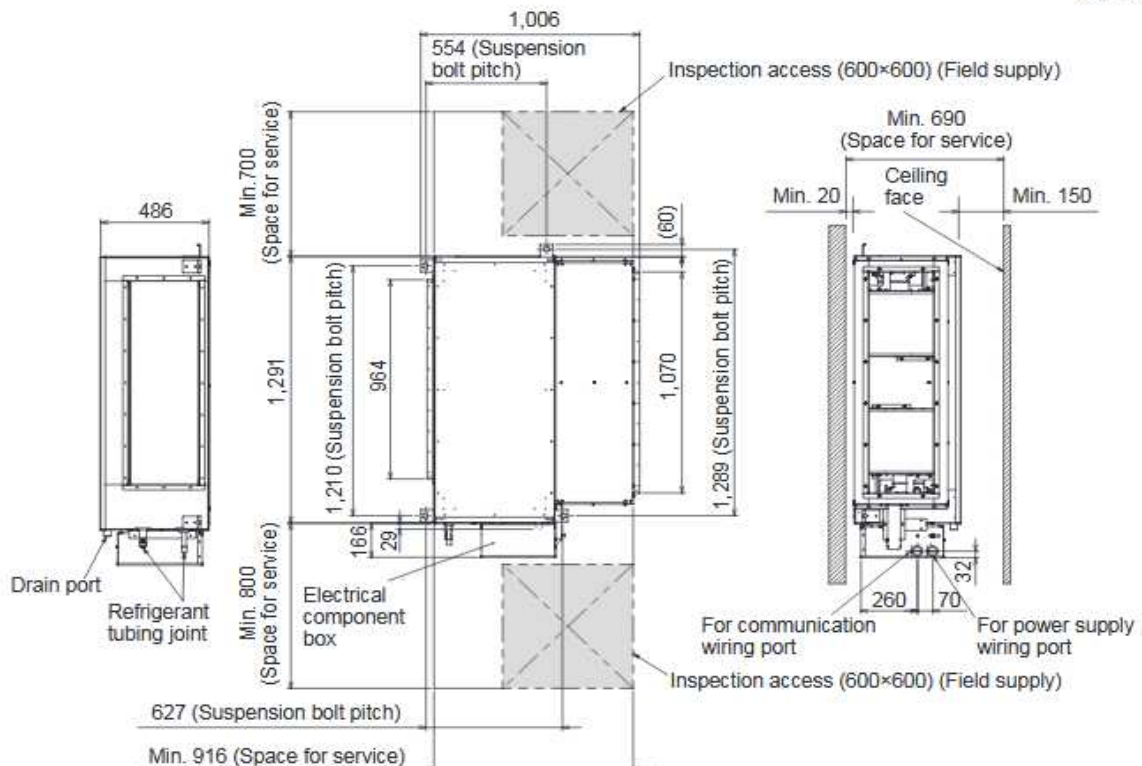 1,006
554 (Suspension
bolt pitch)
Inspection access (600×600) (Field supply)
Min. 690
(Space for service)
Ceiling
face
Min. 20
Min. 150
486
Min.700
(Space for service)
(60)
1,291
1,210 (Suspension bolt pitch)
964
1,070
1,289 (Suspension bolt pitch)
166
29
Min. 800
(Space for service)
Drain port
Refrigerant
tubing joint
Electrical
component
box
32
260
70
For communication
wiring port
For power supply
wiring port
Inspection access (600×600) (Field supply)
627 (Suspension bolt pitch)
Min. 916 (Space for service)